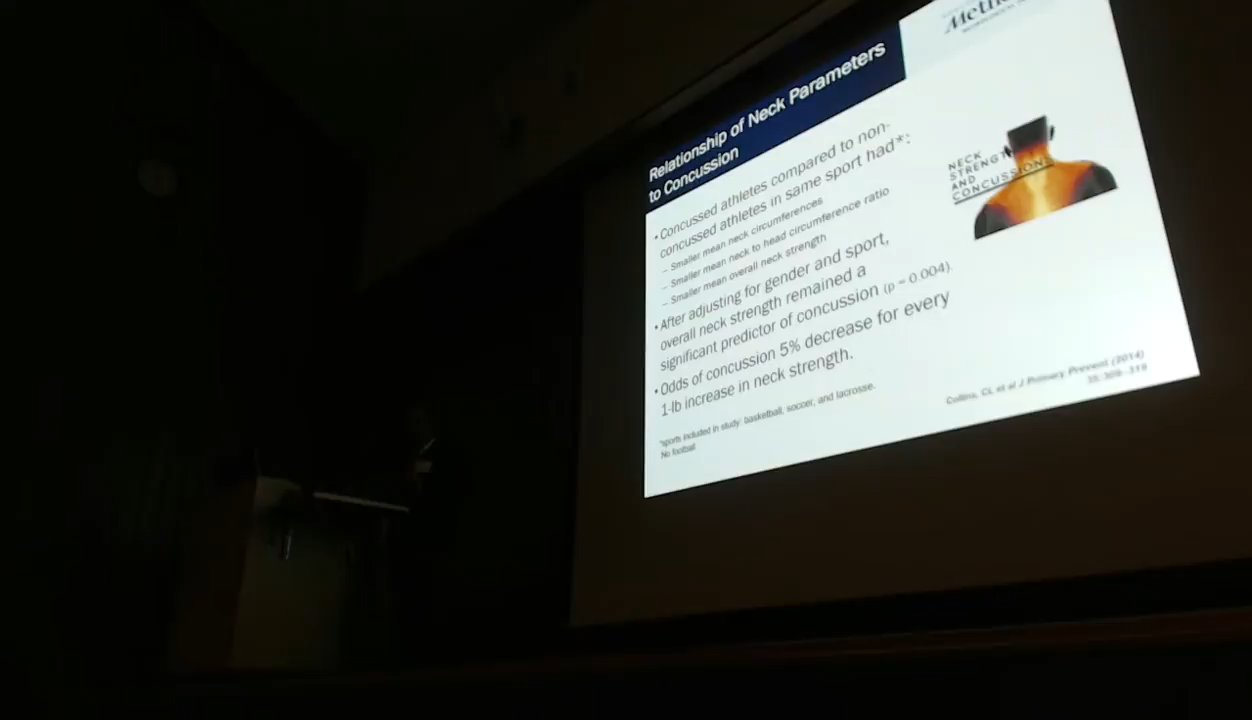 Relationship of Neck Parameters
to Concussion
• Concussed athletes compared to non-
concussed athletes in same sport had*:
– Smaller mean neck circumferences
– Smaller mean neck to head circumference ratio
– Smaller mean overall neck strength
• After adjusting for gender and sport,
overall neck strength remained a
significant predictor of concussion (p = 0.004).
• Odds of concussion 5% decrease for every
1-lb increase in neck strength.
*sports included in study: basketball, soccer, and lacrosse.
No football
NECK
STRENGTH
AND
CONCUSSIONS
Collins, CL et al J Primary Prevent (2014)
35:309–319